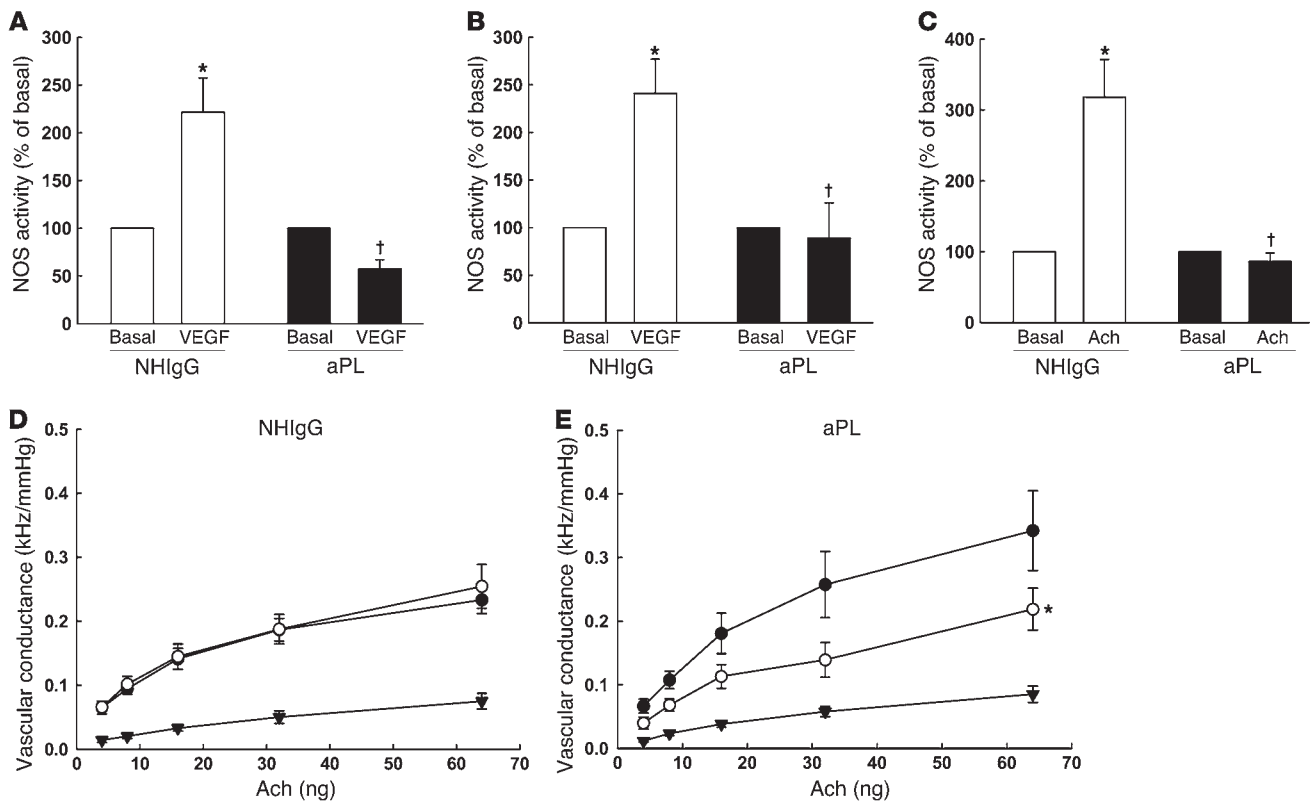 A
NOS activity (% of basal)
300
250
200
150
100
50
0
*
†
Basal VEGF Basal VEGF
NHIgG aPL
B
NOS activity (% of basal)
300
250
200
150
100
50
0
*
†
Basal VEGF Basal VEGF
NHIgG aPL
C
NOS activity (% of basal)
400
300
200
100
0
*
†
Basal Ach Basal Ach
NHIgG aPL
D
NHIgG
Vascular conductance (kHz/mmHg)
0.5
0.4
0.3
0.2
0.1
0.0
0 10 20 30 40 50 60 70
Ach (ng)
E
aPL
Vascular conductance (kHz/mmHg)
0.5
0.4
0.3
0.2
0.1
0.0
*
0 10 20 30 40 50 60 70
Ach (ng)